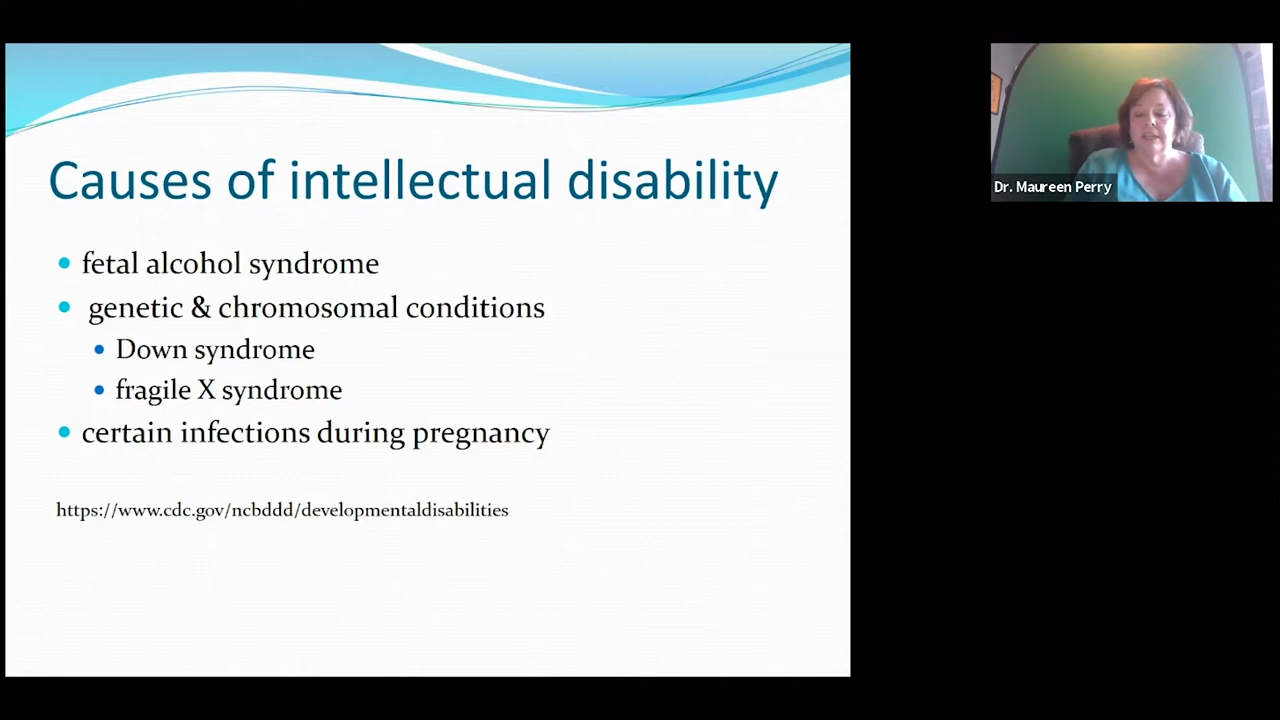 Causes of intellectual disability
fetal alcohol syndrome
genetic & chromosomal conditions
Down syndrome
fragile X syndrome
certain infections during pregnancy
https://www.cdc.gov/ncbddd/developmentaldisabilities
Dr. Maureen Perry